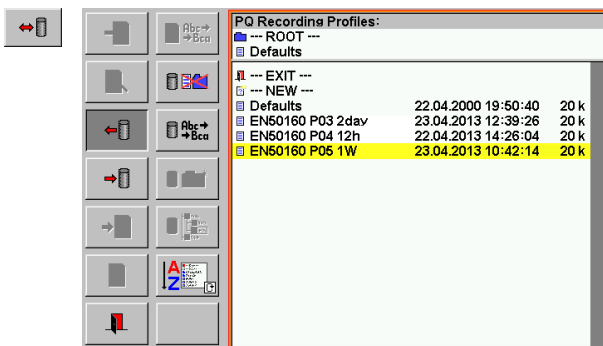 Abc→
→Bca
Abc→
→Bca
A
Z
PQ Recording Profiles:
--- ROOT ---
Defaults
--- EXIT ---
--- NEW ---
Defaults 22.04.2000 19:50:40 20 k
EN50160 P03 2day 23.04.2013 12:39:26 20 k
EN50160 P04 12h 22.04.2013 14:26:04 20 k
EN50160 P05 1W 23.04.2013 10:42:14 20 k